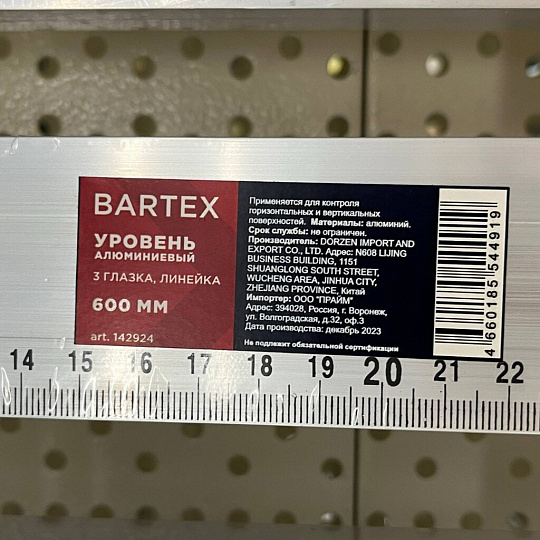 BARTEX
УРОВЕНЬ
АЛЮМИНИЕВЫЙ
3 ГЛАЗКА, ЛИНЕЙКА
600 ММ
art. 142924
Применяется для контроля
горизонтальных и вертикальных
поверхностей. Материалы: алюминий.
Срок службы: не ограничен.
Производитель: DORZEN IMPORT AND
EXPORT CO., LTD. Адрес: N608 LIJING
BUSINESS BUILDING, 1151
SHUANGLONG SOUTH STREET,
WUCHENG AREA, JINHUA CITY,
ZHEJIANG PROVINCE, Китай
Импортер: ООО "ПРАЙМ"
Адрес: 394028, Россия, г. Воронеж,
ул. Волгоградская, д.32, оф.3
Дата производства: декабрь 2023
Не подлежит обязательной сертификации
4 660185 544919
14 15 16 17 18 19 20 21 22